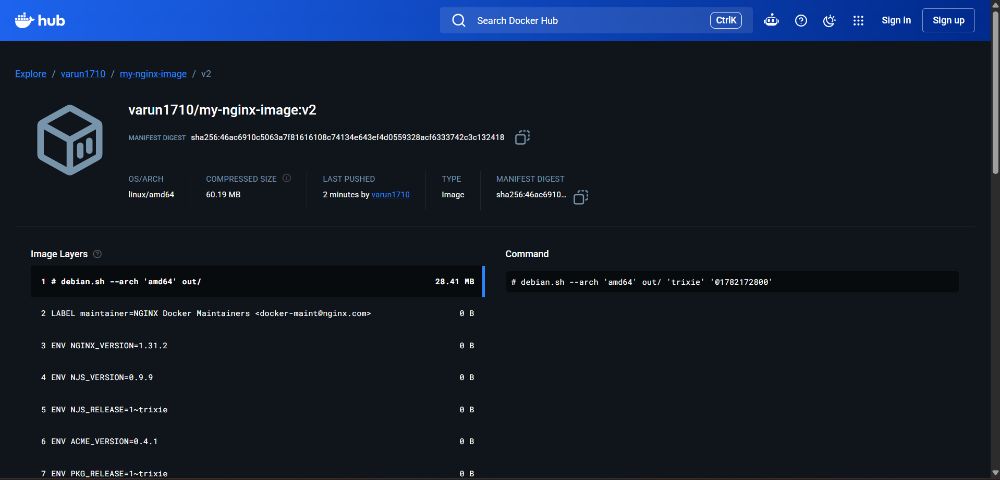 hub
Search Docker Hub
CtrlK
Sign in
Sign up
Explore / varun1710 / my-nginx-image / v2
varun1710/my-nginx-image:v2
MANIFEST DIGEST sha256:46ac6910c5063a7f81616108c74134e643ef4d0559328acf6333742c3c132418
OS/ARCH
linux/amd64
COMPRESSED SIZE
60.19 MB
LAST PUSHED
2 minutes by varun1710
TYPE
Image
MANIFEST DIGEST
sha256:46ac6910...
Image Layers
1 # debian.sh --arch 'amd64' out/ 28.41 MB
2 LABEL maintainer=NGINX Docker Maintainers <docker-maint@nginx.com> 0 B
3 ENV NGINX_VERSION=1.31.2 0 B
4 ENV NJS_VERSION=0.9.9 0 B
5 ENV NJS_RELEASE=1~trixie 0 B
6 ENV ACME_VERSION=0.4.1 0 B
7 ENV PKG_RELEASE=1~trixie 0 B
Command
# debian.sh --arch 'amd64' out/ 'trixie' '@1782172800'